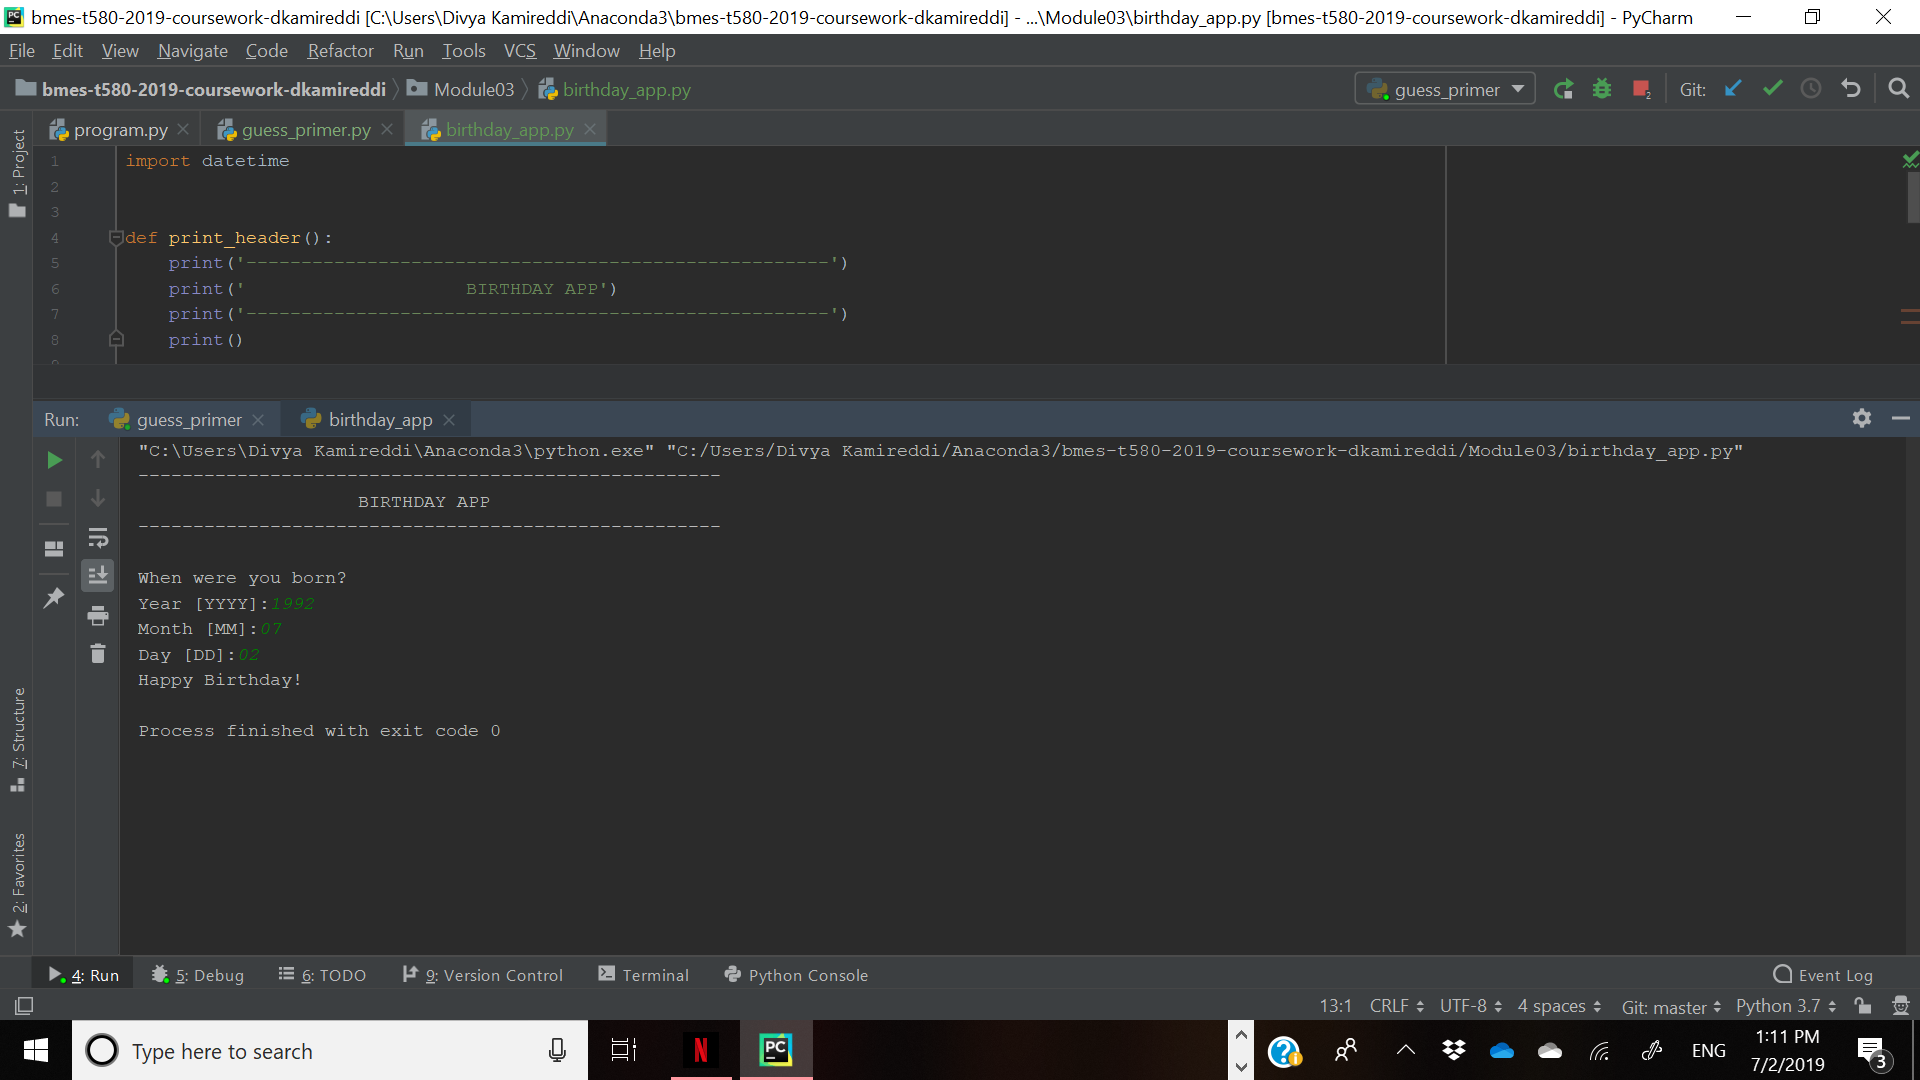 bmes-t580-2019-coursework-dkamireddi [C:\Users\Divya Kamireddi\Anaconda3\bmes-t580-2019-coursework-dkamireddi] - ...\Module03\birthday_app.py [bmes-t580-2019-coursework-dkamireddi] - PyCharm
File Edit View Navigate Code Refactor Run Tools VCS Window Help
bmes-t580-2019-coursework-dkamireddi Module03 birthday_app.py guess_primer 2 Git:
program.py guess_primer.py birthday_app.py
1: Project
1 import datetime
2
3
4 def print_header():
5 print('-----------------------------------------------------')
6 print('                    BIRTHDAY APP')
7 print('-----------------------------------------------------')
8 print()
Run: guess_primer birthday_app
"C:\Users\Divya Kamireddi\Anaconda3\python.exe" "C:/Users/Divya Kamireddi/Anaconda3/bmes-t580-2019-coursework-dkamireddi/Module03/birthday_app.py"
-----------------------------------------------------
                    BIRTHDAY APP
-----------------------------------------------------
When were you born?
Year [YYYY]:1992
Month [MM]:07
Day [DD]:02
Happy Birthday!
Process finished with exit code 0
7: Structure
2: Favorites
4: Run 5: Debug 6: TODO 9: Version Control Terminal Python Console Event Log
13:1 CRLF UTF-8 4 spaces Git: master Python 3.7
Type here to search N PC ENG 1:11 PM 3
7/2/2019